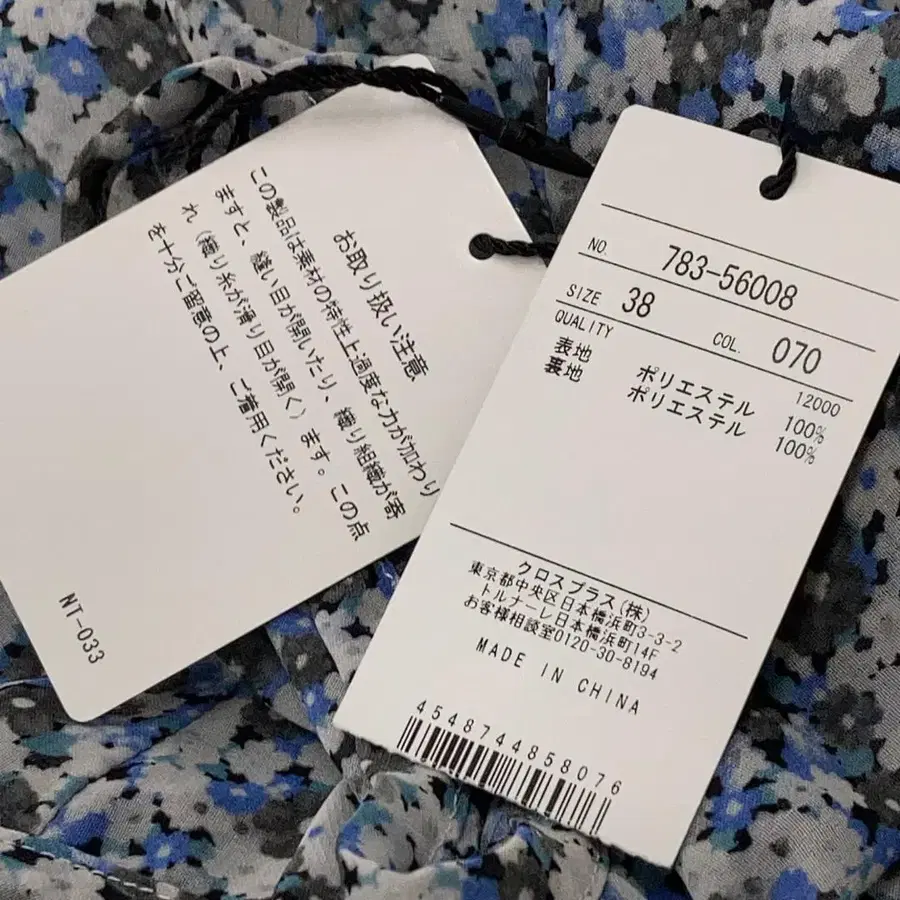 お取り扱い注意
この製品は素材の特性上過度な力が加わり
ますと、縫い目が開いたり、織り組織が寄
れ（織り糸が滑り目が開く）ます。この点
を十分ご留意の上、ご着用ください。
NT-033
NO. 783-56008
SIZE 38 COL. 070
QUALITY 12000
表地 ポリエステル 100%
裏地 ポリエステル 100%
クロスプラス(株)
東京都中央区日本橋浜町3-3-2
トルナーレ日本橋浜町14F
お客様相談室0120-30-8194
MADE IN CHINA
4548744858076